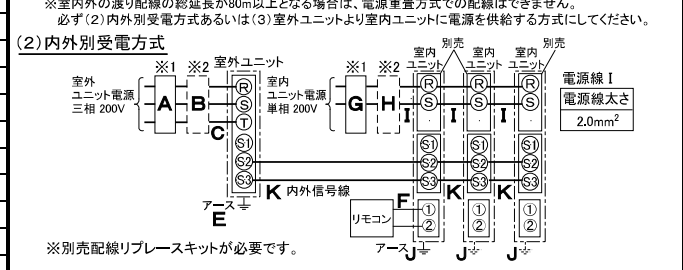 ※室内外の渡り配線の総延長が80m以上となる場合は、電源重畳方式での配線はできません。
必ず(2)内外別受電方式あるいは(3)室外ユニットより室内ユニットに電源を供給する方式にしてください。
(2)内外別受電方式
※1 ※2 室外ユニット
室外
ユニット電源
三相 200V
A B C
R
S
T
S1
S2
S3
アース
E
※1 ※2
室内
ユニット電源
単相 200V
G H
室内
ユニット
別売
室内
ユニット
室内
ユニット
別売
R R R
S S S
I I I
S1 S1 S1
S2 S2 S2
S3 S3 S3
K 内外信号線 F K K
リモコン
① ① ①
② ② ②
アース J J J
電源線 I
電源線太さ
2.0mm²
※別売配線リプレースキットが必要です。